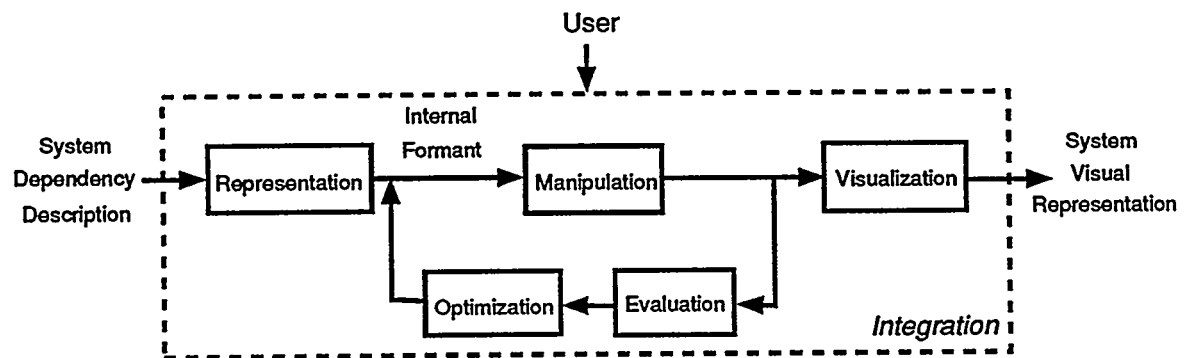 User
System
Dependency
Description
Representation
Internal
Formant
Manipulation
Visualization
System
Visual
Representation
Optimization
Evaluation
Integration